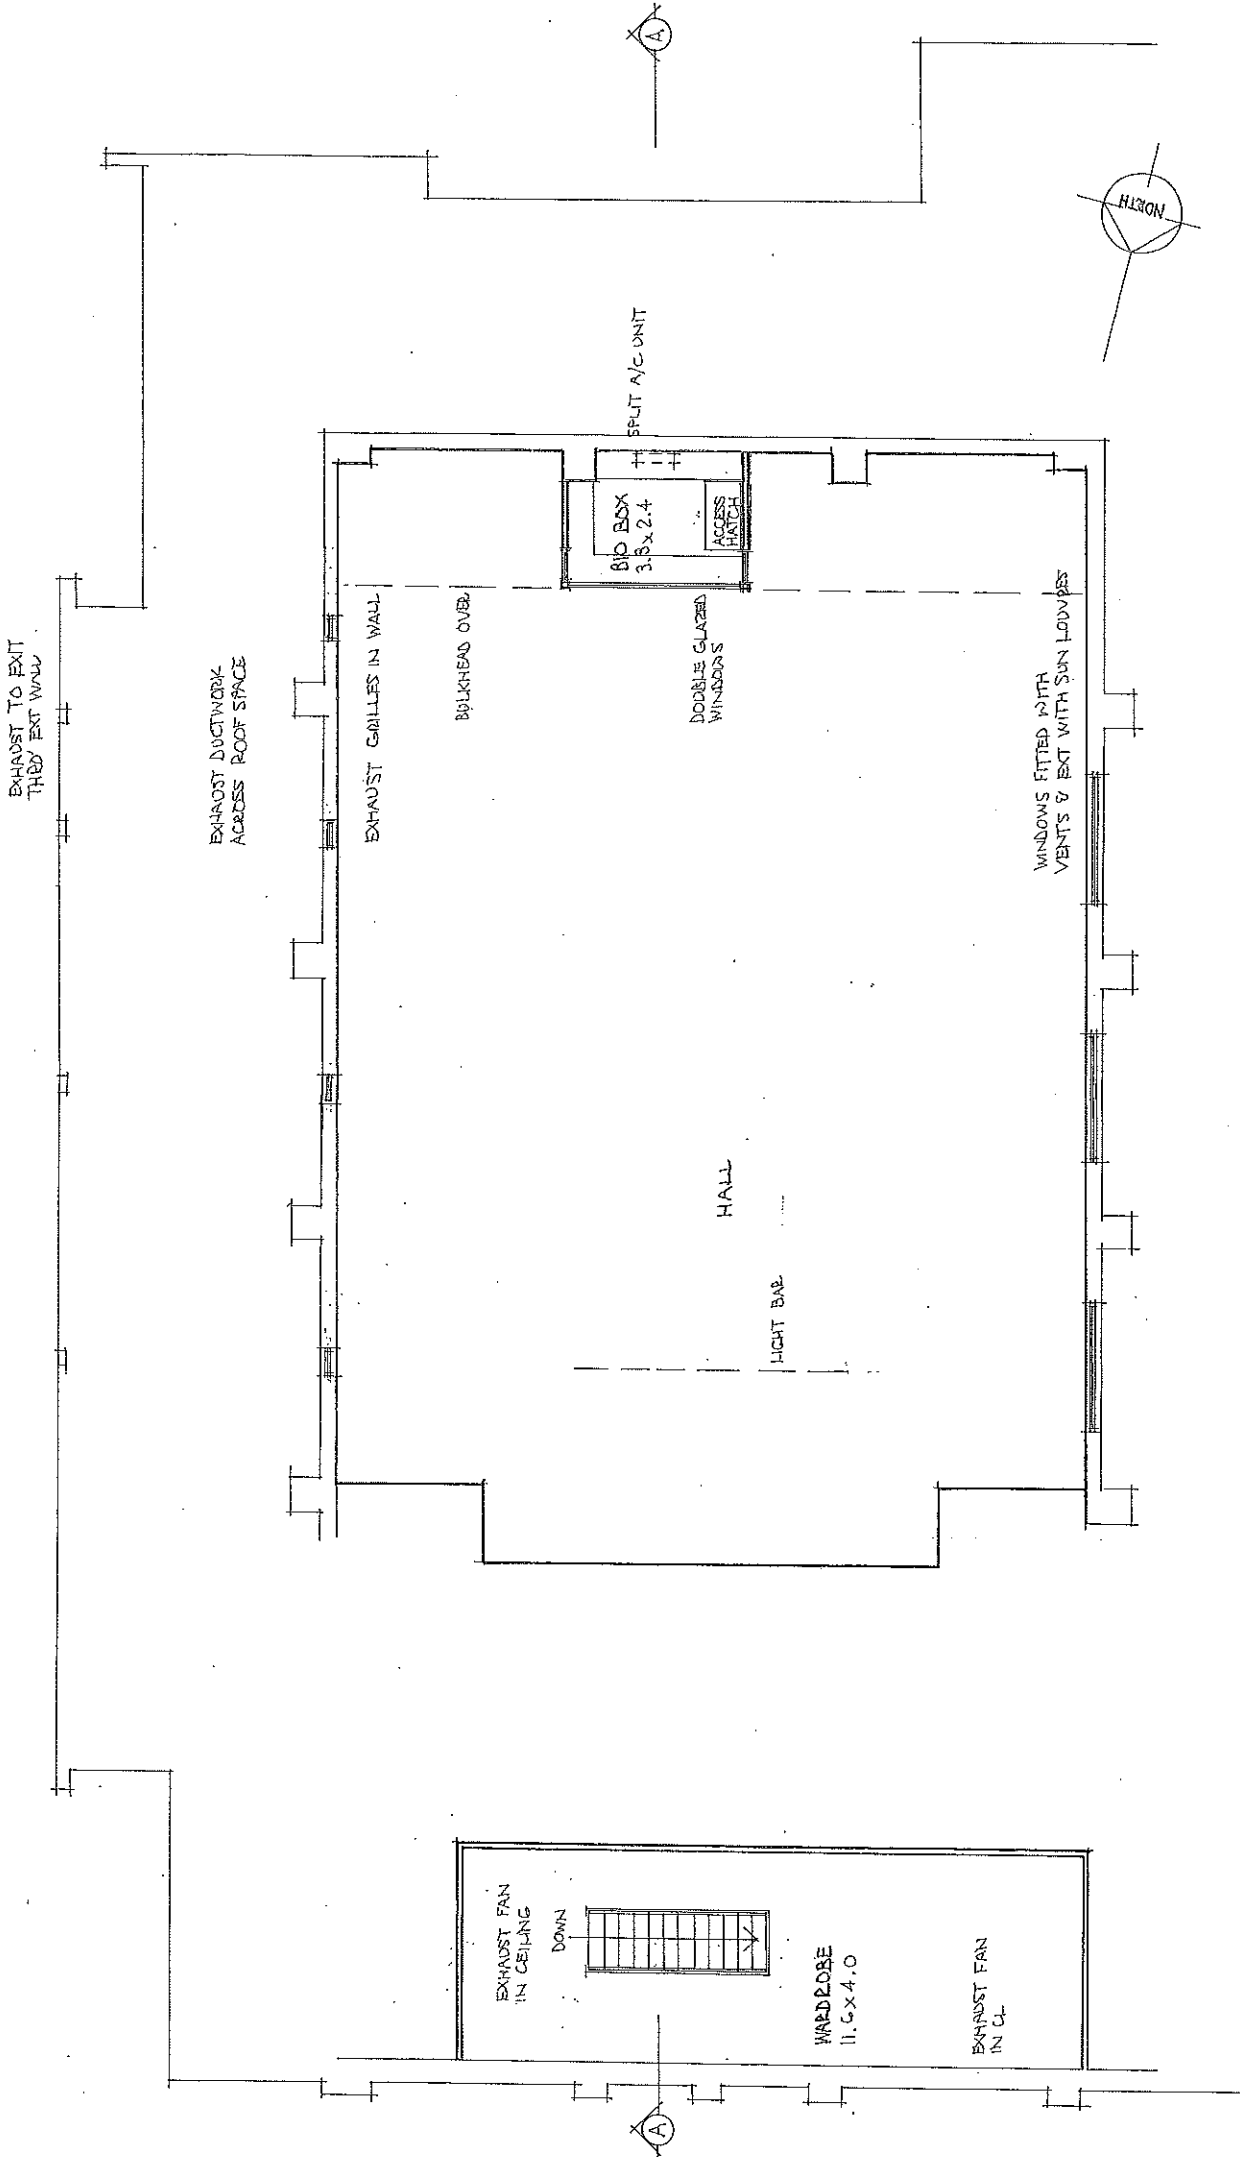 EXHAUST TO EXIT
THRO' EXT WALL
EXHAUST DUCTWORK
ACROSS ROOF SPACE
EXHAUST GRILLES IN WALL
BULKHEAD OVER
SPLIT A/C UNIT
BIO BOX
3.3 x 2.4
ACCESS
HATCH
DOUBLE GLAZED
WINDOWS
WINDOWS FITTED WITH
VENTS & EXT WITH SUN LOUVRES
HALL
LIGHT BAR
EXHAUST FAN
IN CEILING
DOWN
WARDROBE
11.6 x 4.0
EXHAUST FAN
IN CL
A
A
NORTH